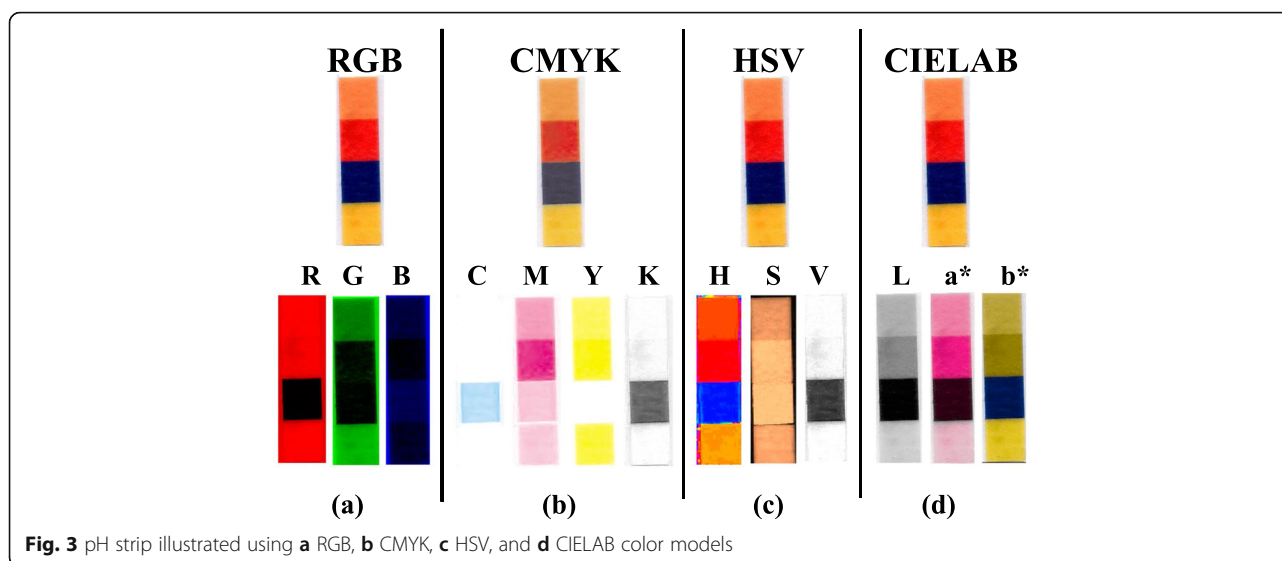 RGB CMYK HSV CIELAB
R G B C M Y K H S V L a* b*
(a) (b) (c) (d)
Fig. 3 pH strip illustrated using a RGB, b CMYK, c HSV, and d CIELAB color models